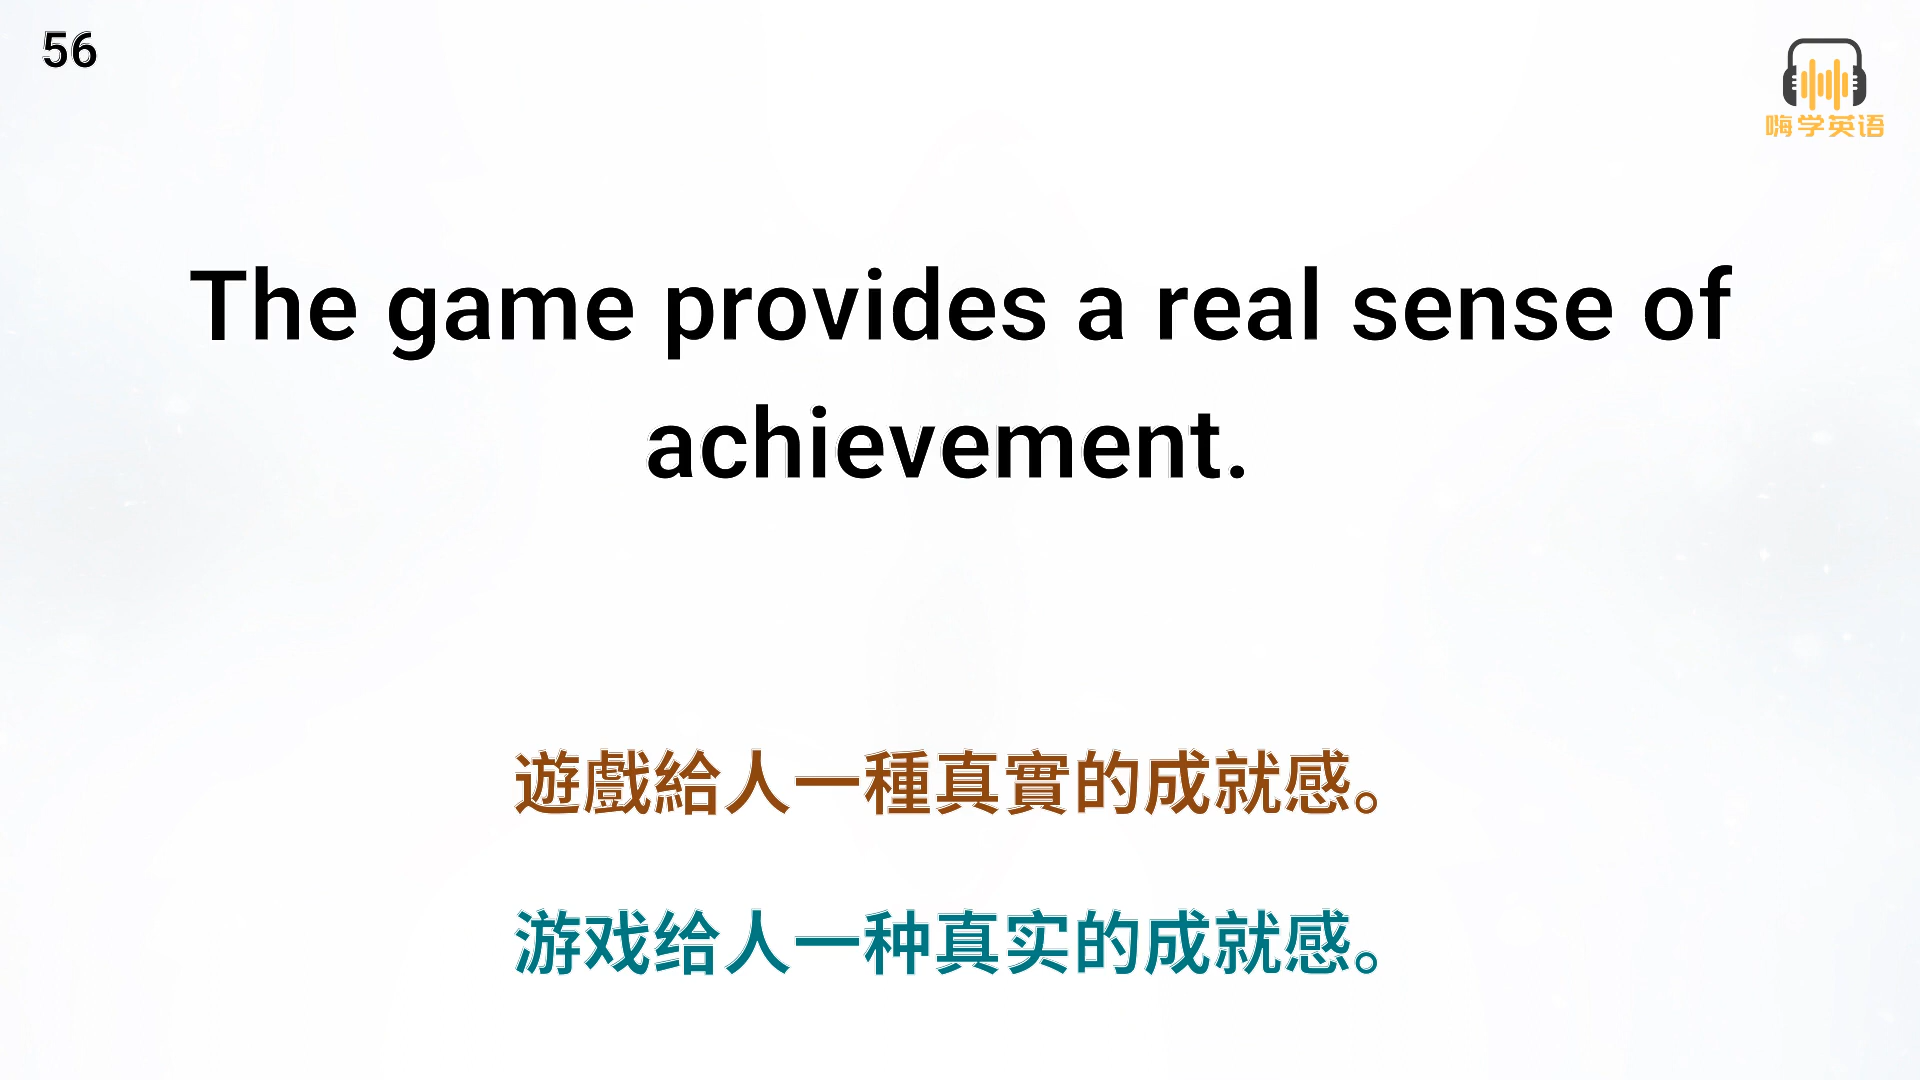 56
嗨学英语
The game provides a real sense of
achievement.
遊戲給人一種真實的成就感。
游戏给人一种真实的成就感。